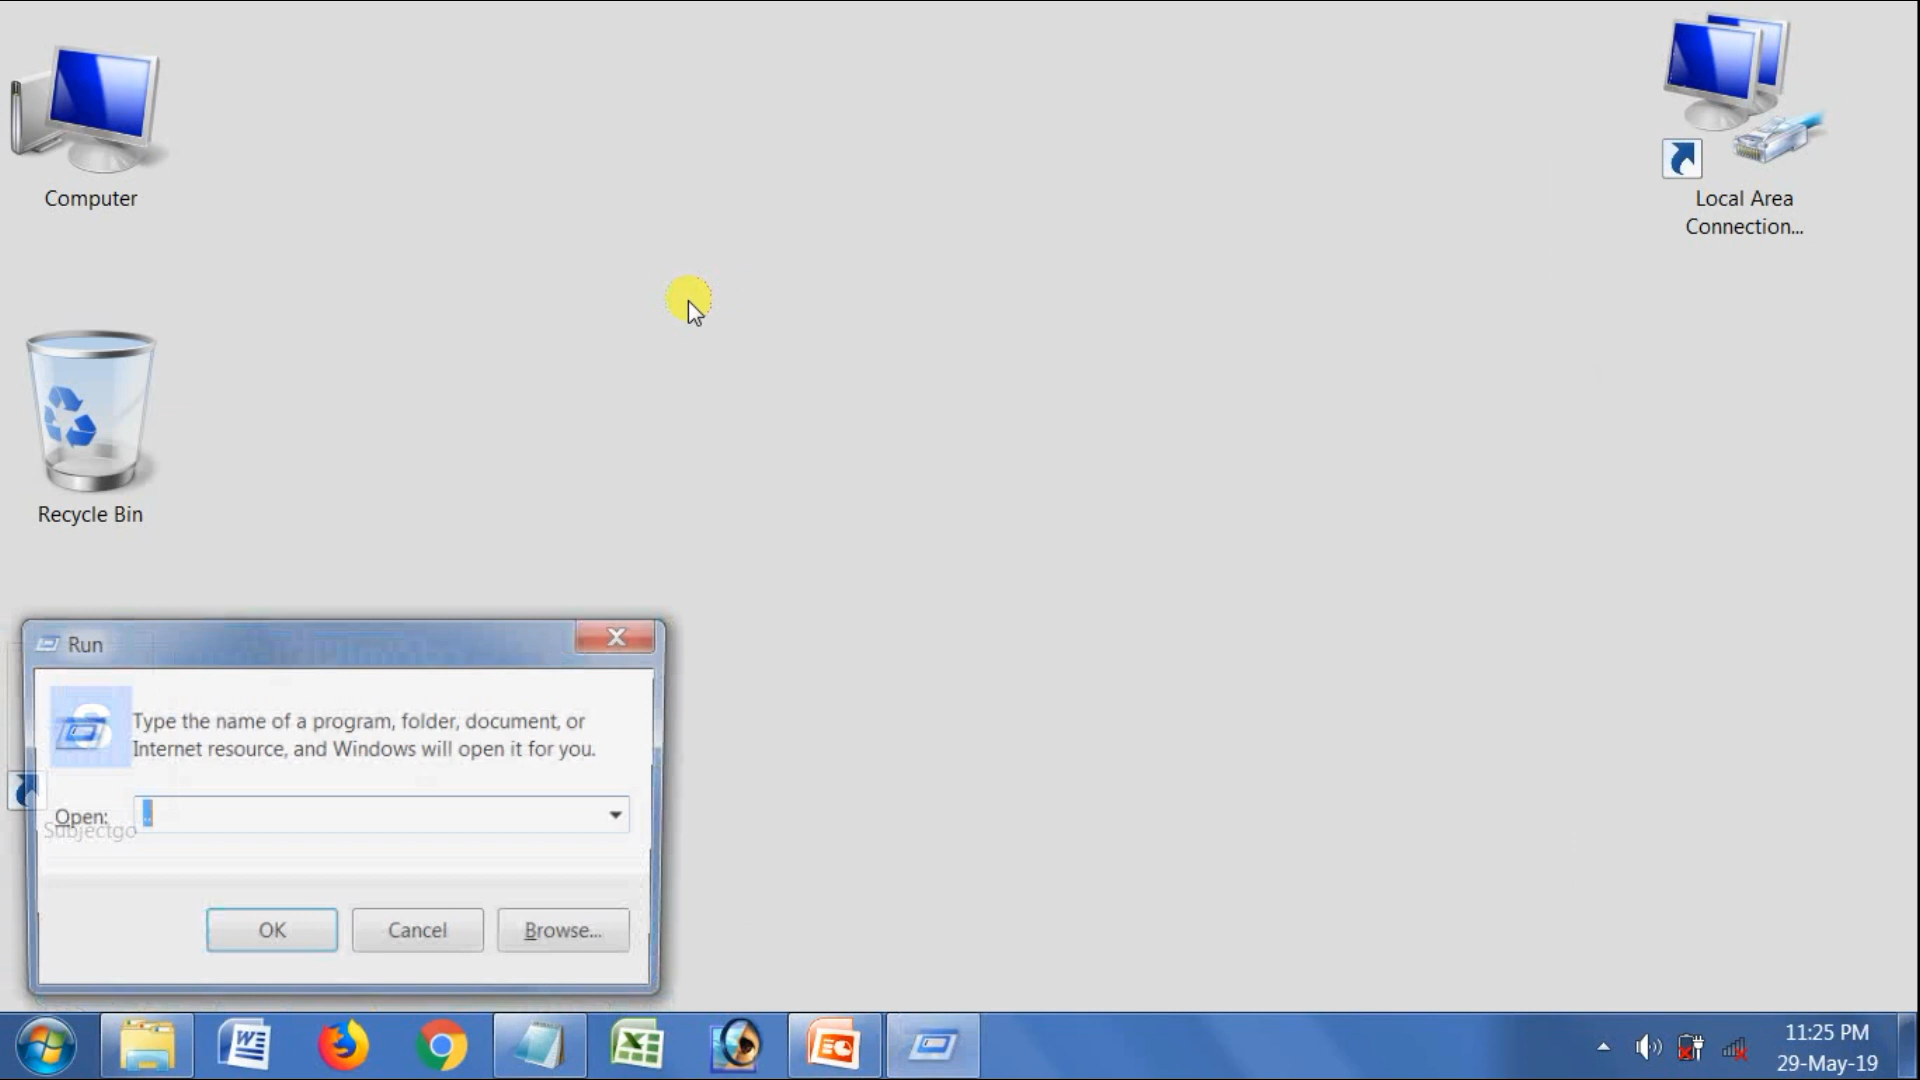 Computer
Local Area
Connection...
Recycle Bin
Run
Type the name of a program, folder, document, or
Internet resource, and Windows will open it for you.
Open: ..
Subjectgo
OK Cancel Browse...
11:25 PM
29-May-19